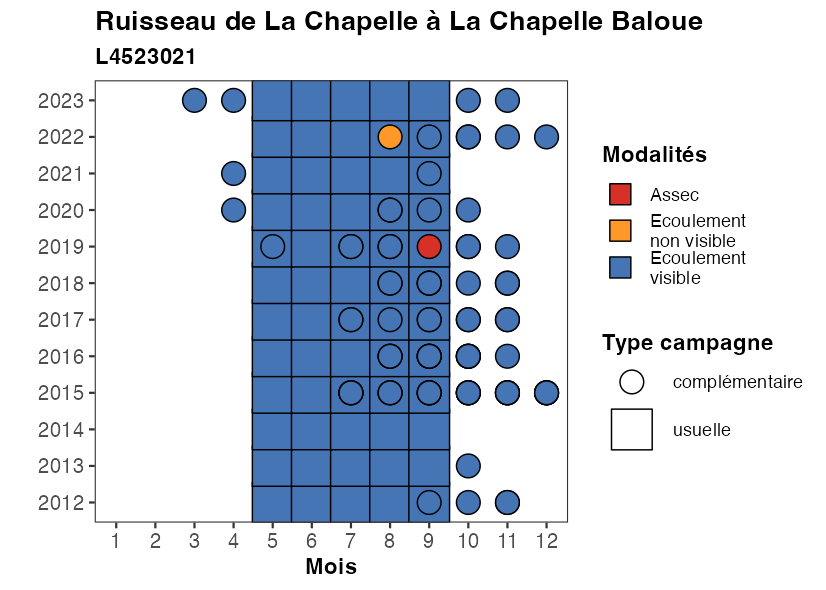 Ruisseau de La Chapelle à La Chapelle Baloue
L4523021
2023
2022
2021
2020
2019
2018
2017
2016
2015
2014
2013
2012
1 2 3 4 5 6 7 8 9 10 11 12
Mois
Modalités
Assec
Ecoulement
non visible
Ecoulement
visible
Type campagne
complémentaire
usuelle